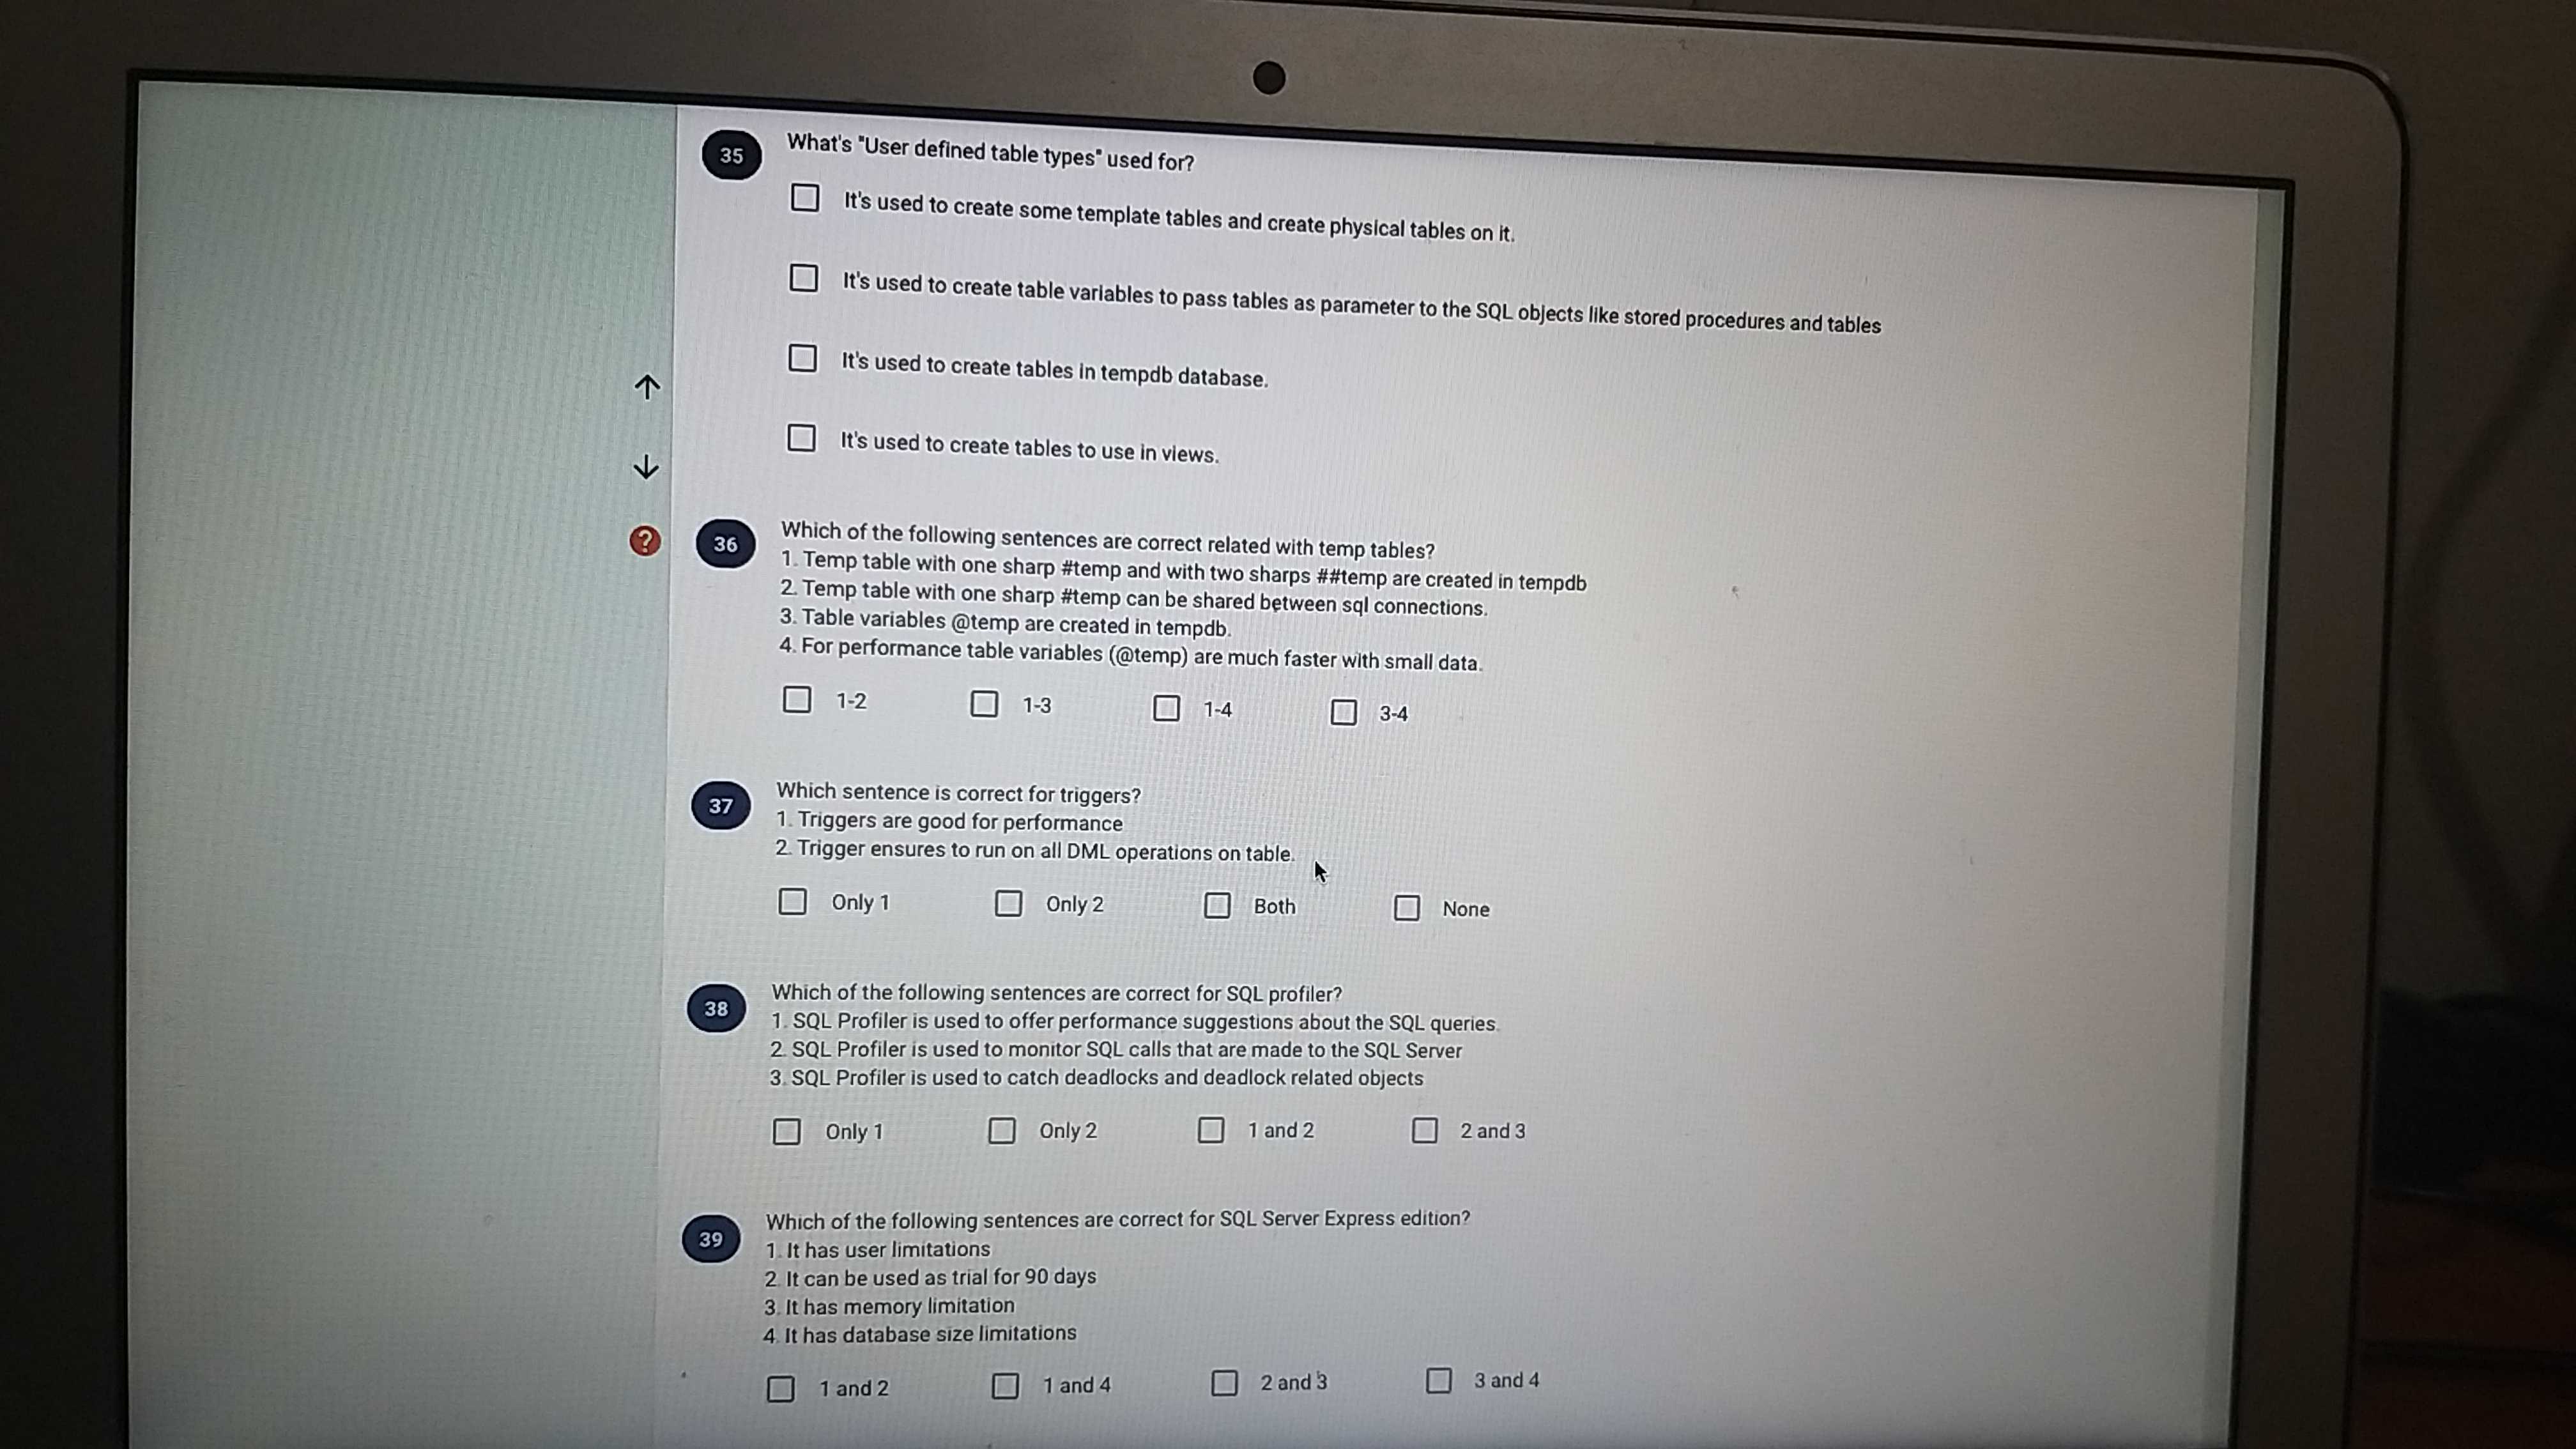 35
What's "User defined table types" used for?
It's used to create some template tables and create physical tables on it.
It's used to create table variables to pass tables as parameter to the SQL objects like stored procedures and tables
It's used to create tables in tempdb database.
It's used to create tables to use in views.
?
36
Which of the following sentences are correct related with temp tables?
1. Temp table with one sharp #temp and with two sharps ##temp are created in tempdb
2. Temp table with one sharp #temp can be shared between sql connections.
3. Table variables @temp are created in tempdb.
4. For performance table variables (@temp) are much faster with small data.
1-2 1-3 1-4 3-4
37
Which sentence is correct for triggers?
1. Triggers are good for performance
2. Trigger ensures to run on all DML operations on table.
Only 1 Only 2 Both None
38
Which of the following sentences are correct for SQL profiler?
1. SQL Profiler is used to offer performance suggestions about the SQL queries.
2. SQL Profiler is used to monitor SQL calls that are made to the SQL Server
3. SQL Profiler is used to catch deadlocks and deadlock related objects
Only 1 Only 2 1 and 2 2 and 3
39
Which of the following sentences are correct for SQL Server Express edition?
1. It has user limitations
2. It can be used as trial for 90 days
3. It has memory limitation
4. It has database size limitations
1 and 2 1 and 4 2 and 3 3 and 4